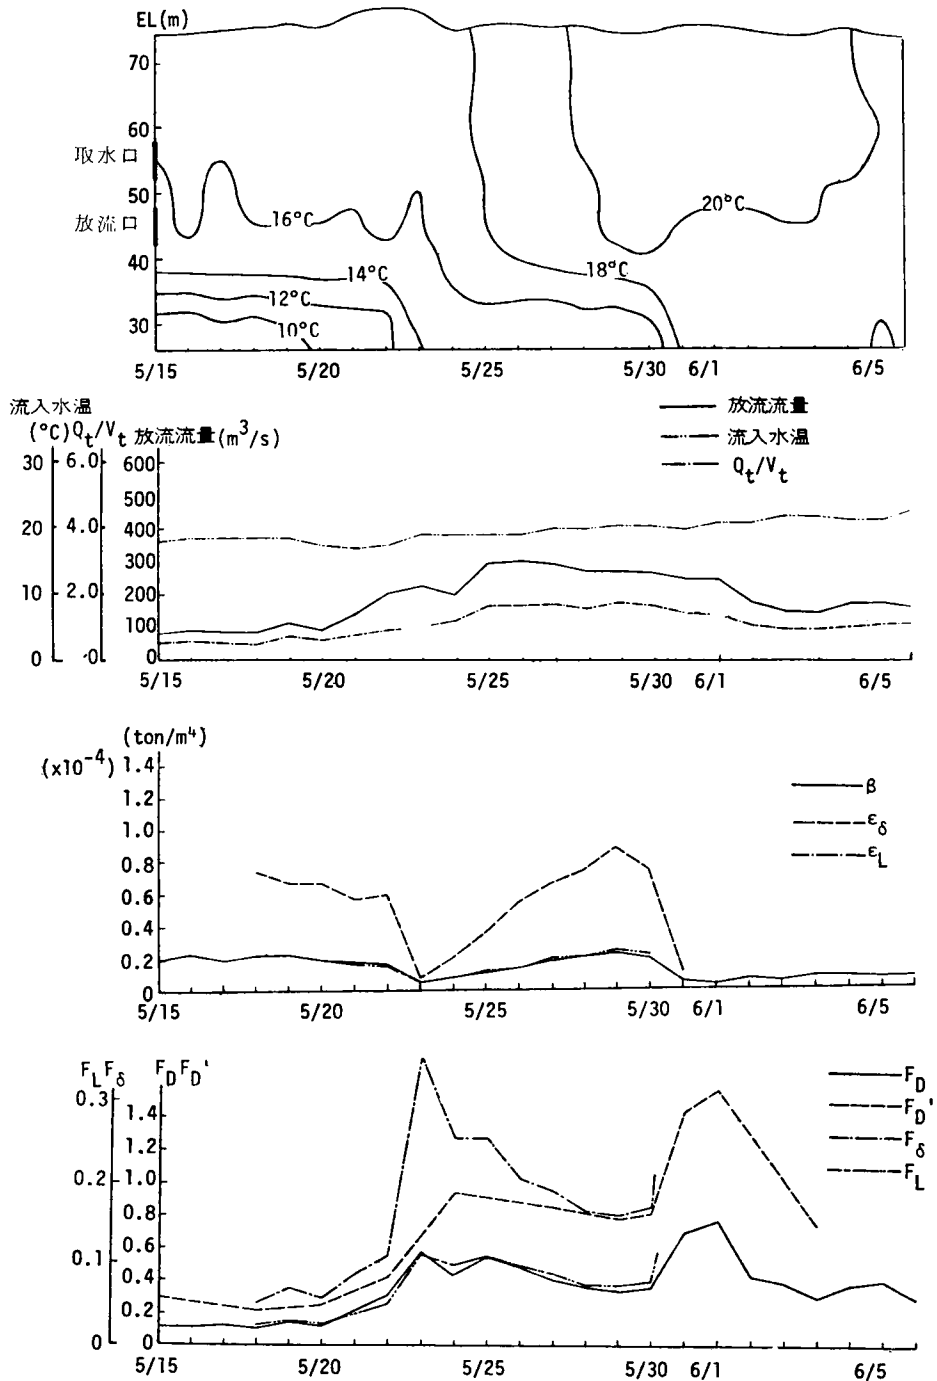 EL(m)
70
60
取水口
50
放流口
40
30
16°C
14°C
12°C
10°C
18°C
20°C
5/15 5/20 5/25 5/30 6/1 6/5
流入水温
(°C) Qt/Vt 放流流量(m³/s)
放流流量
流入水温
Qt/Vt
30 6.0 600
500
20 4.0 400
300
10 2.0 200
100
0 .0 0
5/15 5/20 5/25 5/30 6/1 6/5
(ton/m⁴)
(x10⁻⁴)
1.4
1.2
1.0
0.8
0.6
0.4
0.2
0
β
εδ
εL
5/15 5/20 5/25 5/30 6/1 6/5
FL Fδ FD FD'
0.3 1.4
1.2
0.2 1.0
0.8
0.1 0.6
0.4
0.2
0 0
FD
FD'
Fδ
FL
5/15 5/20 5/25 5/30 6/1 6/5